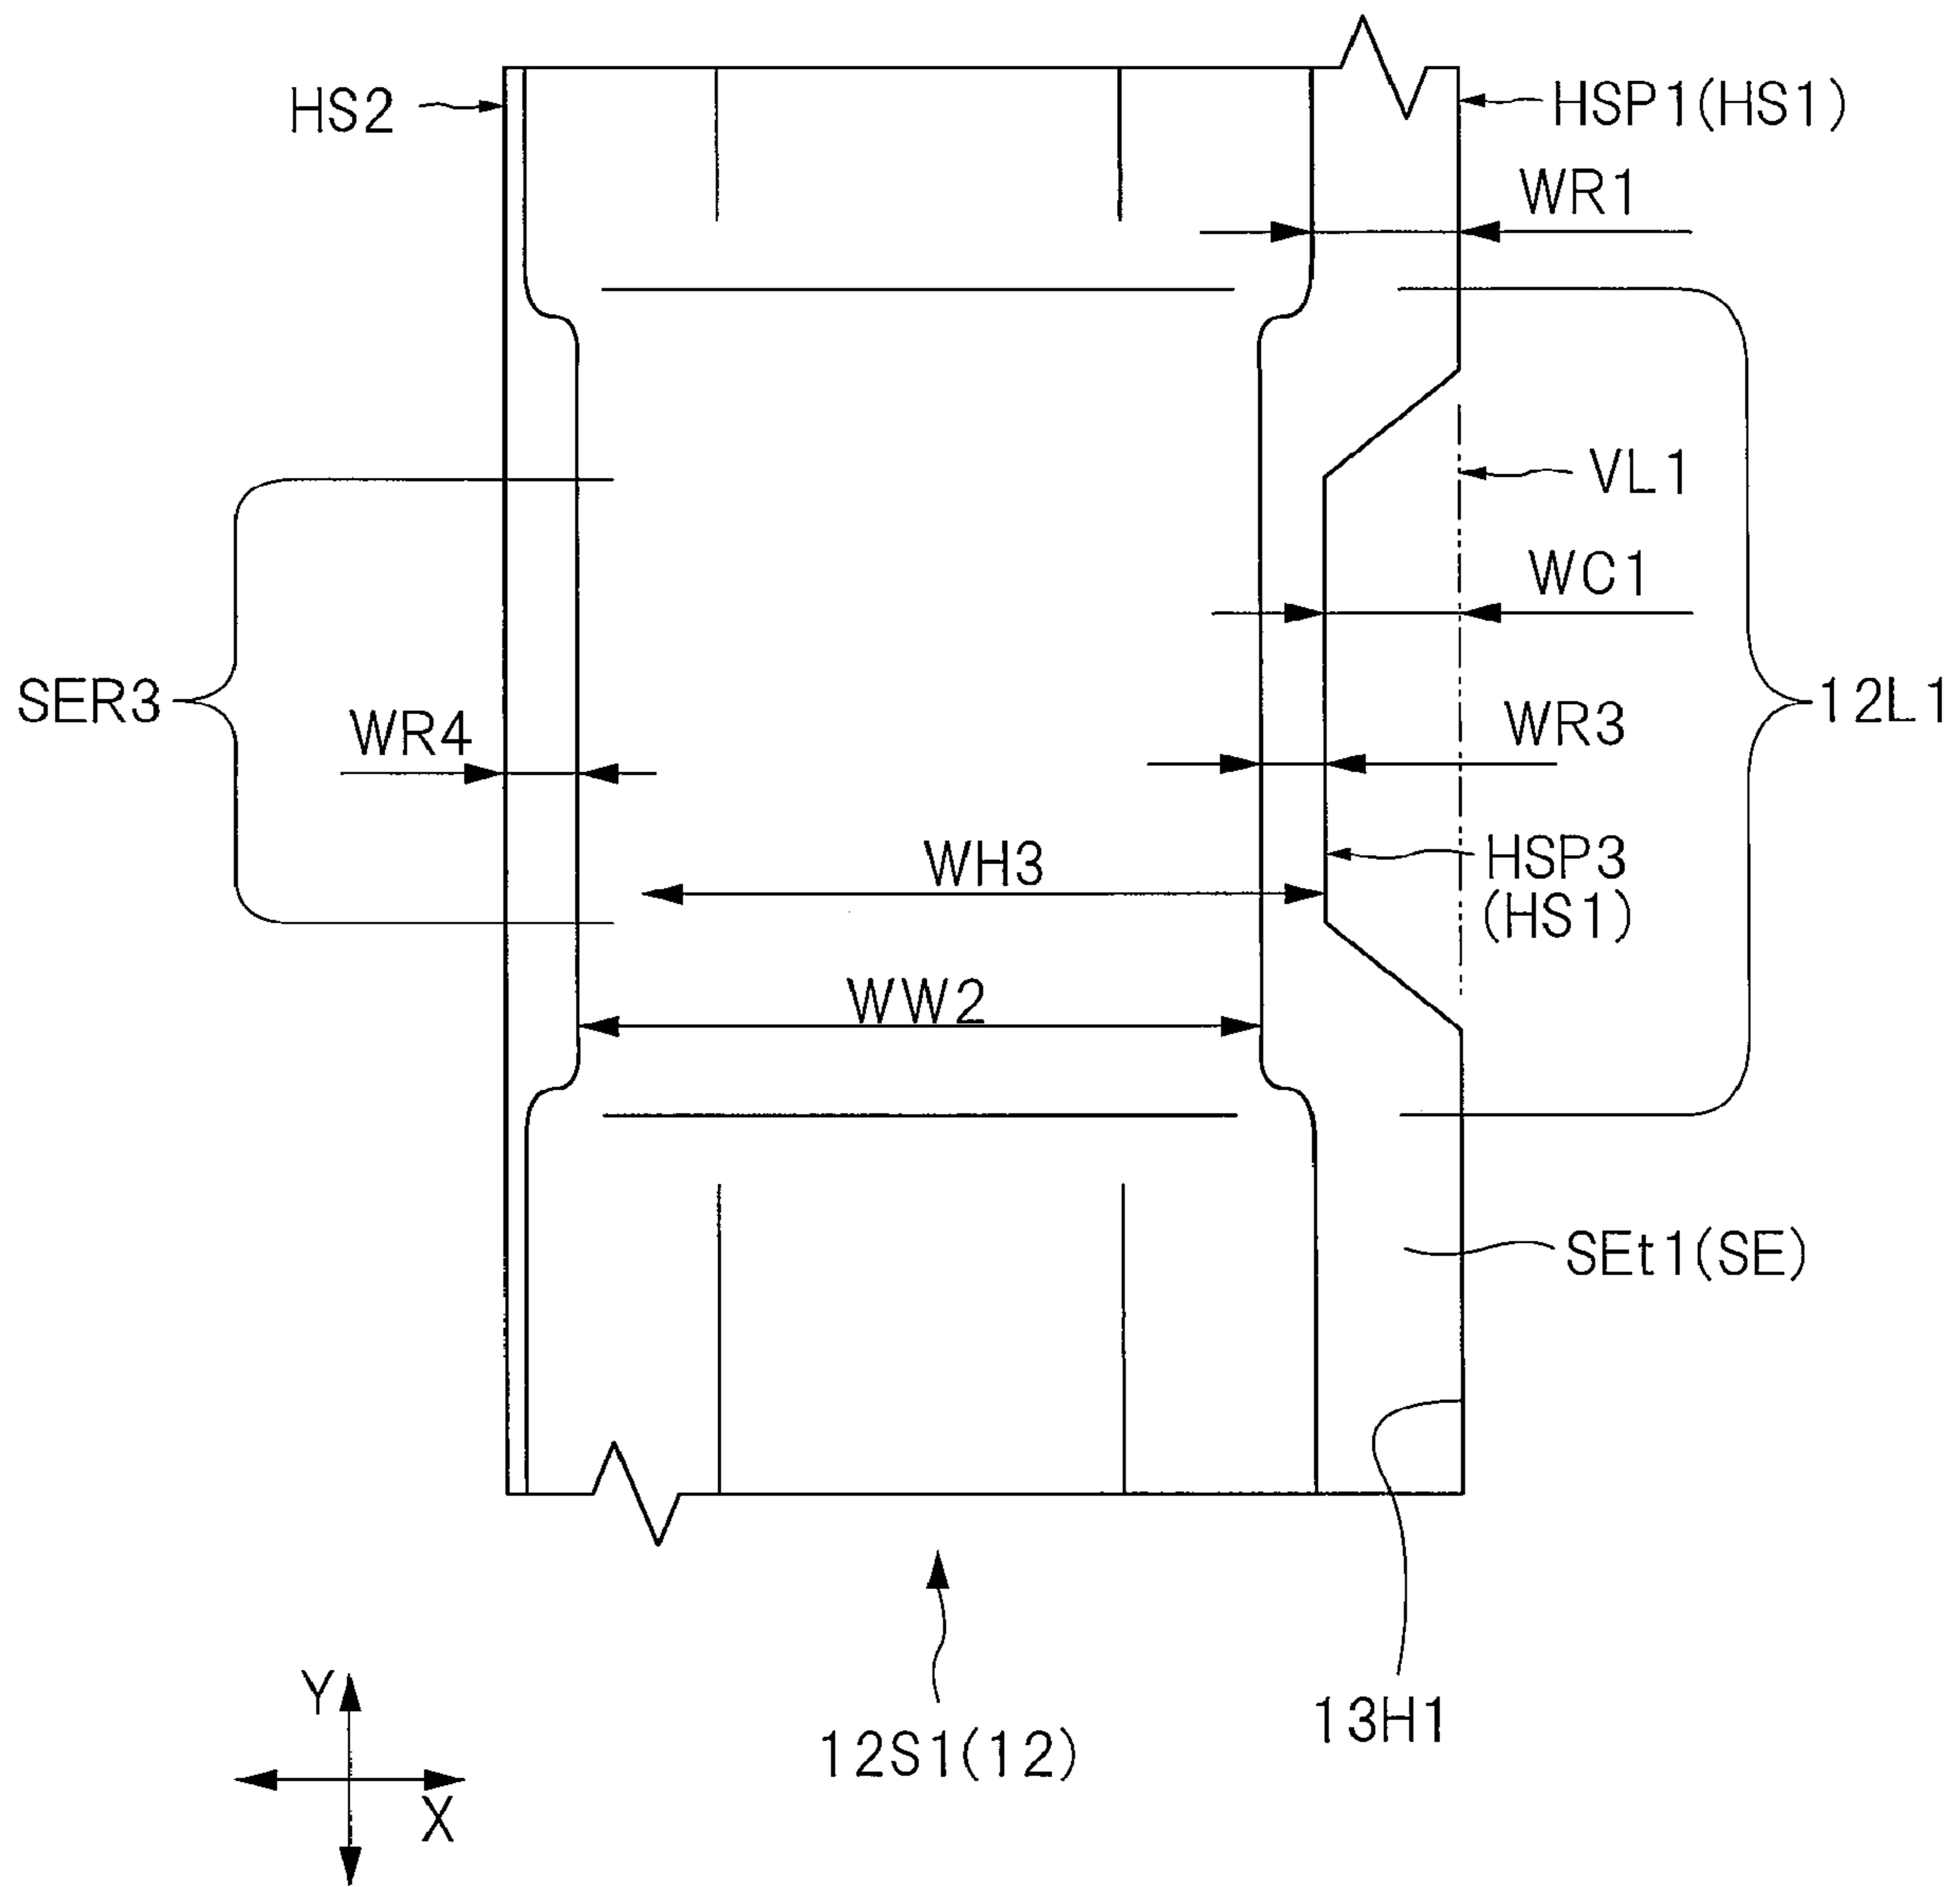 HS2
HSP1(HS1)
WR1
VL1
WC1
SER3
12L1
WR4
WR3
WH3
HSP3
(HS1)
WW2
SEt1(SE)
13H1
12S1(12)
Y
X